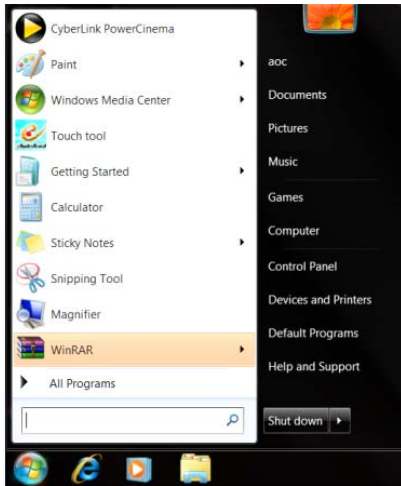 CyberLink PowerCinema
Paint
Windows Media Center
Touch tool
Getting Started
Calculator
Sticky Notes
Snipping Tool
Magnifier
WinRAR
All Programs
aoc
Documents
Pictures
Music
Games
Computer
Control Panel
Devices and Printers
Default Programs
Help and Support
Shut down